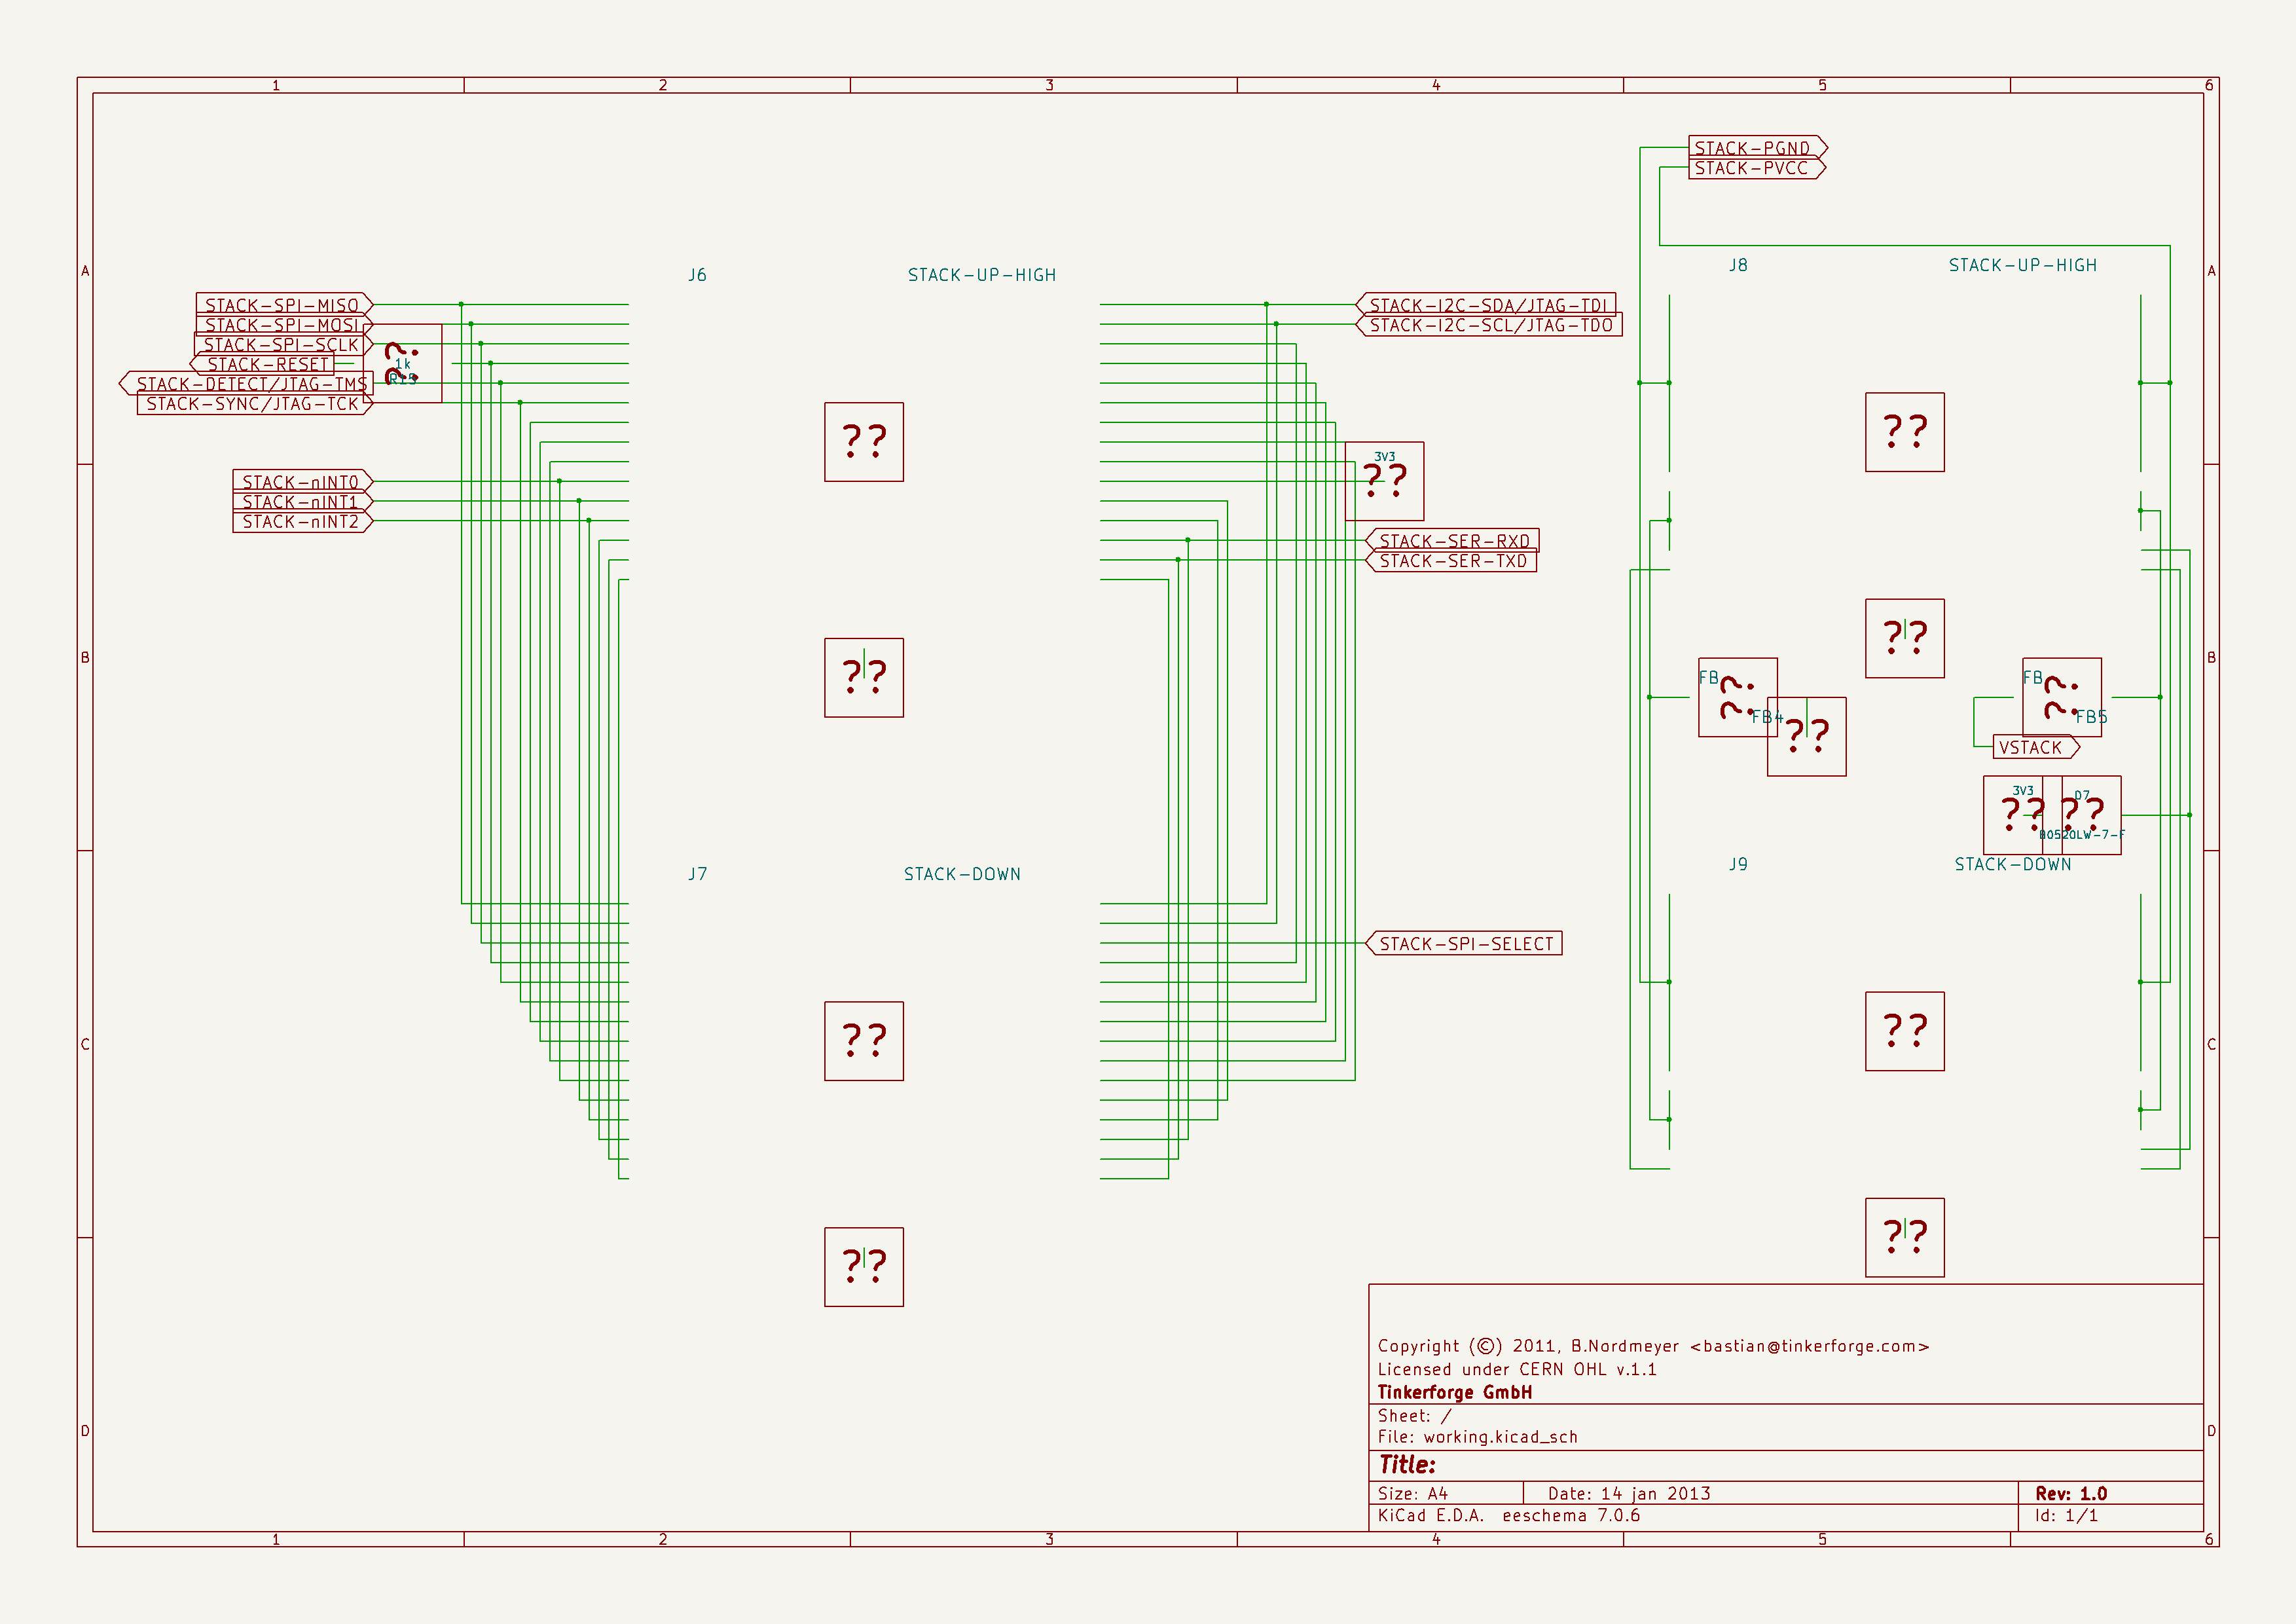 1 2 3 4 5 6
STACK-PGND
STACK-PVCC
A A
J6 STACK-UP-HIGH
J8 STACK-UP-HIGH
STACK-SPI-MISO
STACK-SPI-MOSI
STACK-SPI-SCLK
STACK-RESET
STACK-DETECT/JTAG-TMS
STACK-SYNC/JTAG-TCK
??
1k
R15
STACK-I2C-SDA/JTAG-TDI
STACK-I2C-SCL/JTAG-TDO
??
??
3V3
??
STACK-nINT0
STACK-nINT1
STACK-nINT2
STACK-SER-RXD
STACK-SER-TXD
B B
??
??
FB
??
FB4
??
FB
??
FB5
VSTACK
3V3
??
D7
??
B0520LW-7-F
J7 STACK-DOWN
J9 STACK-DOWN
STACK-SPI-SELECT
C C
??
??
??
??
Copyright (©) 2011, B.Nordmeyer <bastian@tinkerforge.com>
Licensed under CERN OHL v.1.1
Tinkerforge GmbH
Sheet: /
File: working.kicad_sch
D D
Title:
Size: A4 Date: 14 jan 2013 Rev: 1.0
KiCad E.D.A. eeschema 7.0.6 Id: 1/1
1 2 3 4 5 6